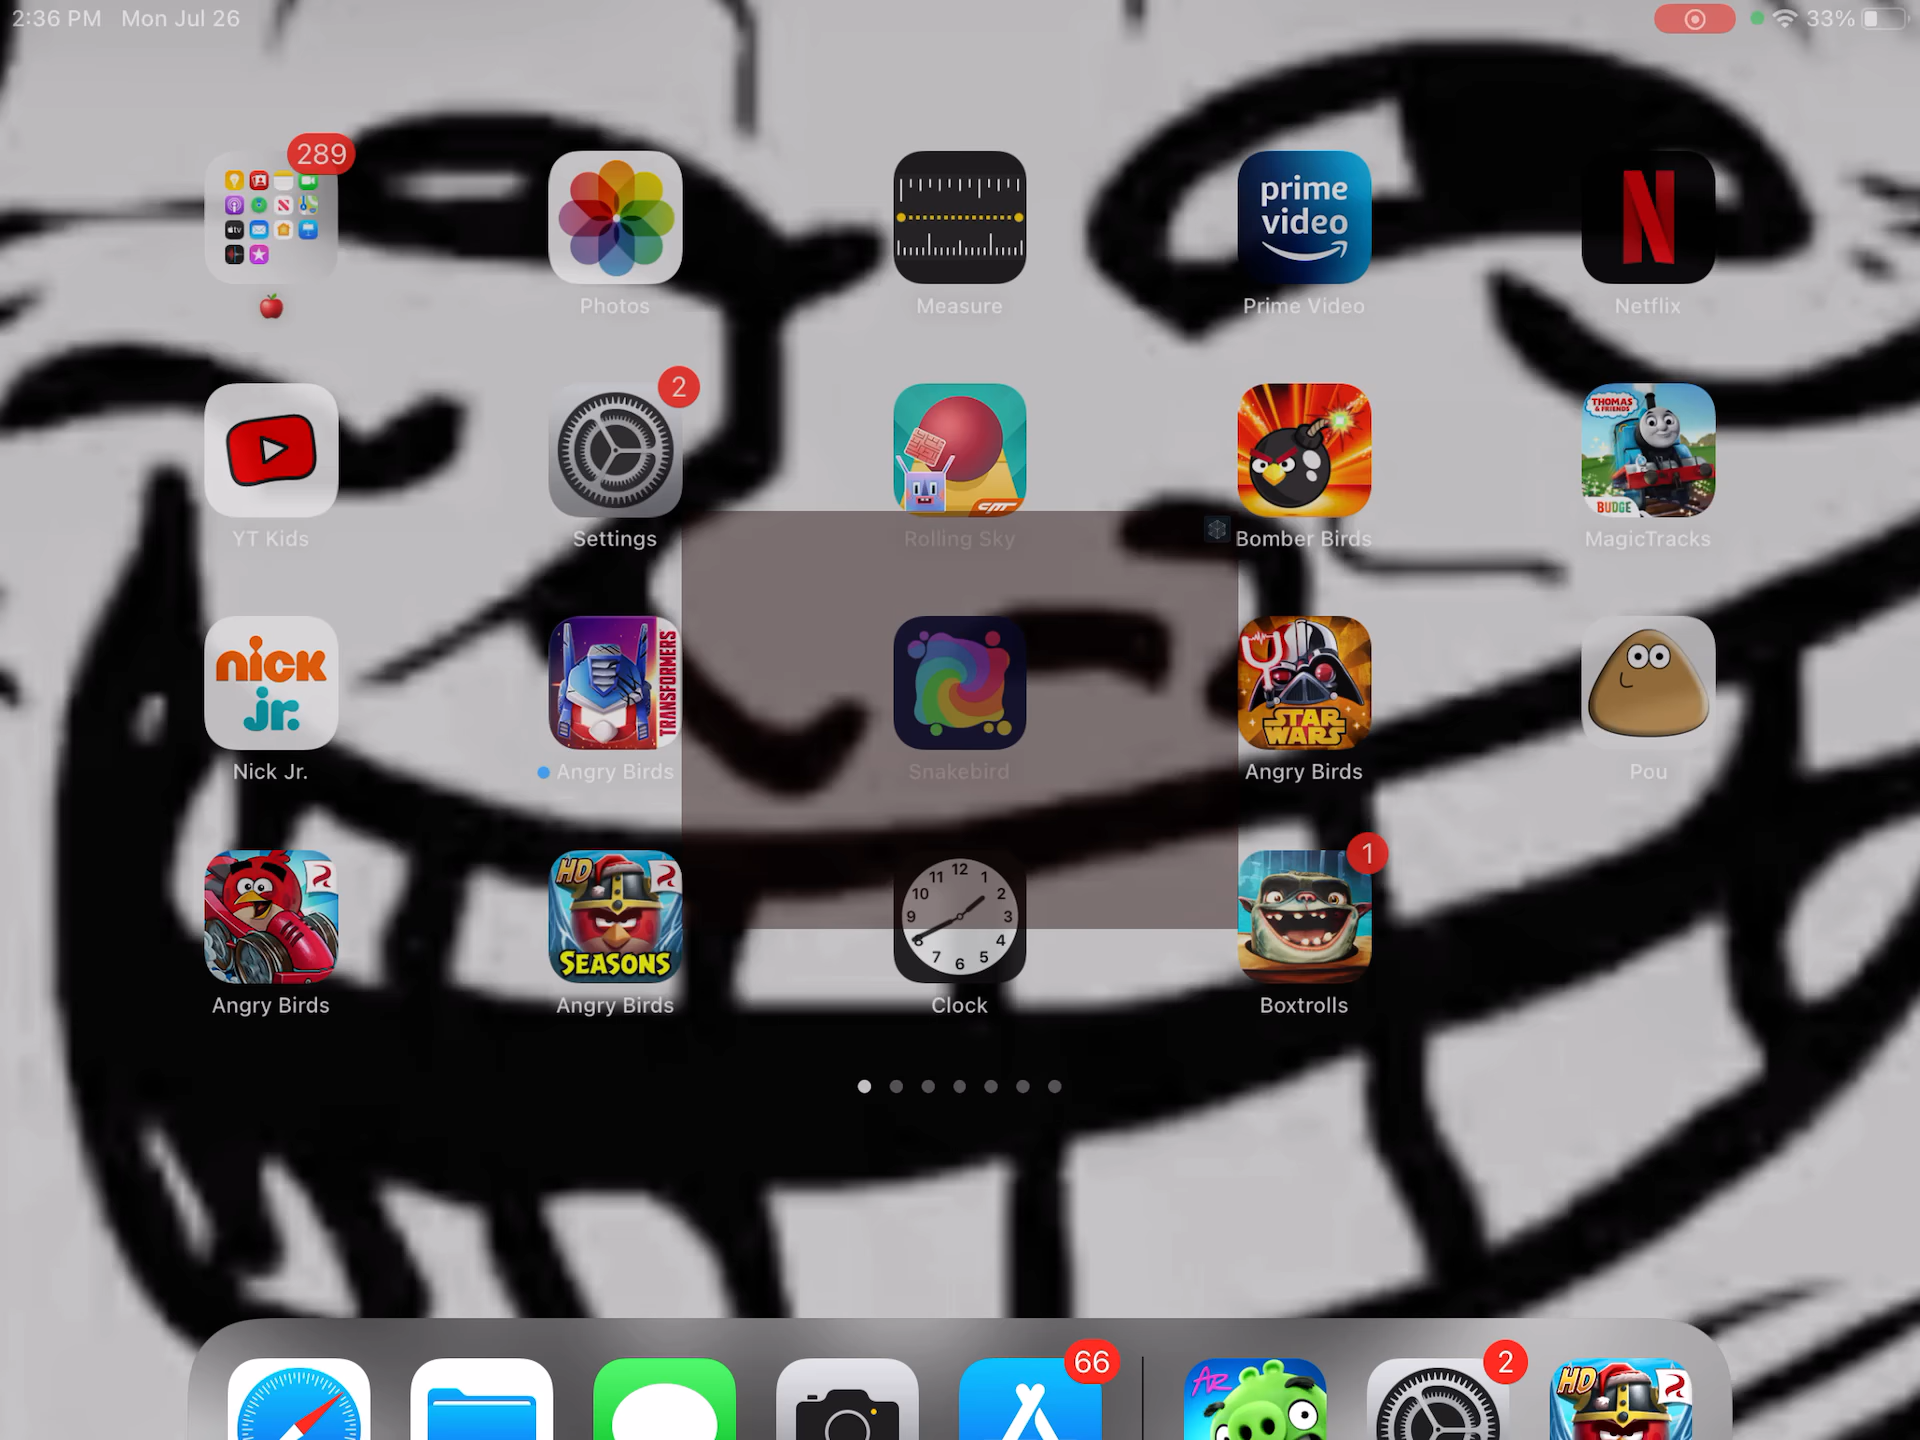 2:36 PM Mon Jul 26
33%
289
prime
video
N
Photos
Measure
Prime Video
Netflix
2
THOMAS
& FRIENDS
BUDGE
YT Kids
Settings
Rolling Sky
Bomber Birds
MagicTracks
nick
jr.
TRANSFORMERS
STAR
WARS
Nick Jr.
Angry Birds
Snakebird
Angry Birds
Pou
1
HD
SEASONS
12
11
1
10
2
9
3
8
4
7
5
6
Angry Birds
Angry Birds
Clock
Boxtrolls
66
2
AR
HD